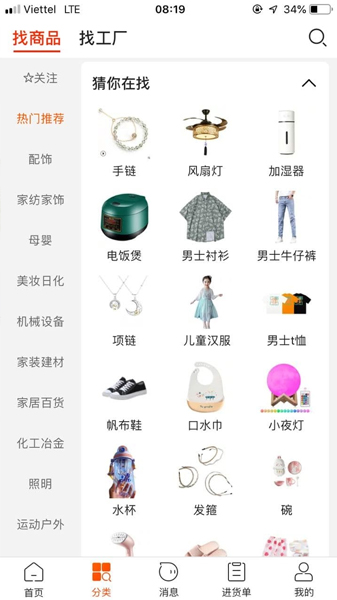 Viettel LTE 08:19 34%
找商品 找工厂
☆关注
热门推荐
配饰
家纺家饰
母婴
美妆日化
机械设备
家装建材
家居百货
化工冶金
照明
运动户外
猜你在找
手链 风扇灯 加湿器
电饭煲 男士衬衫 男士牛仔裤
项链 儿童汉服 男士t恤
帆布鞋 口水巾 小夜灯
水杯 发箍 碗
首页 分类 消息 进货单 我的